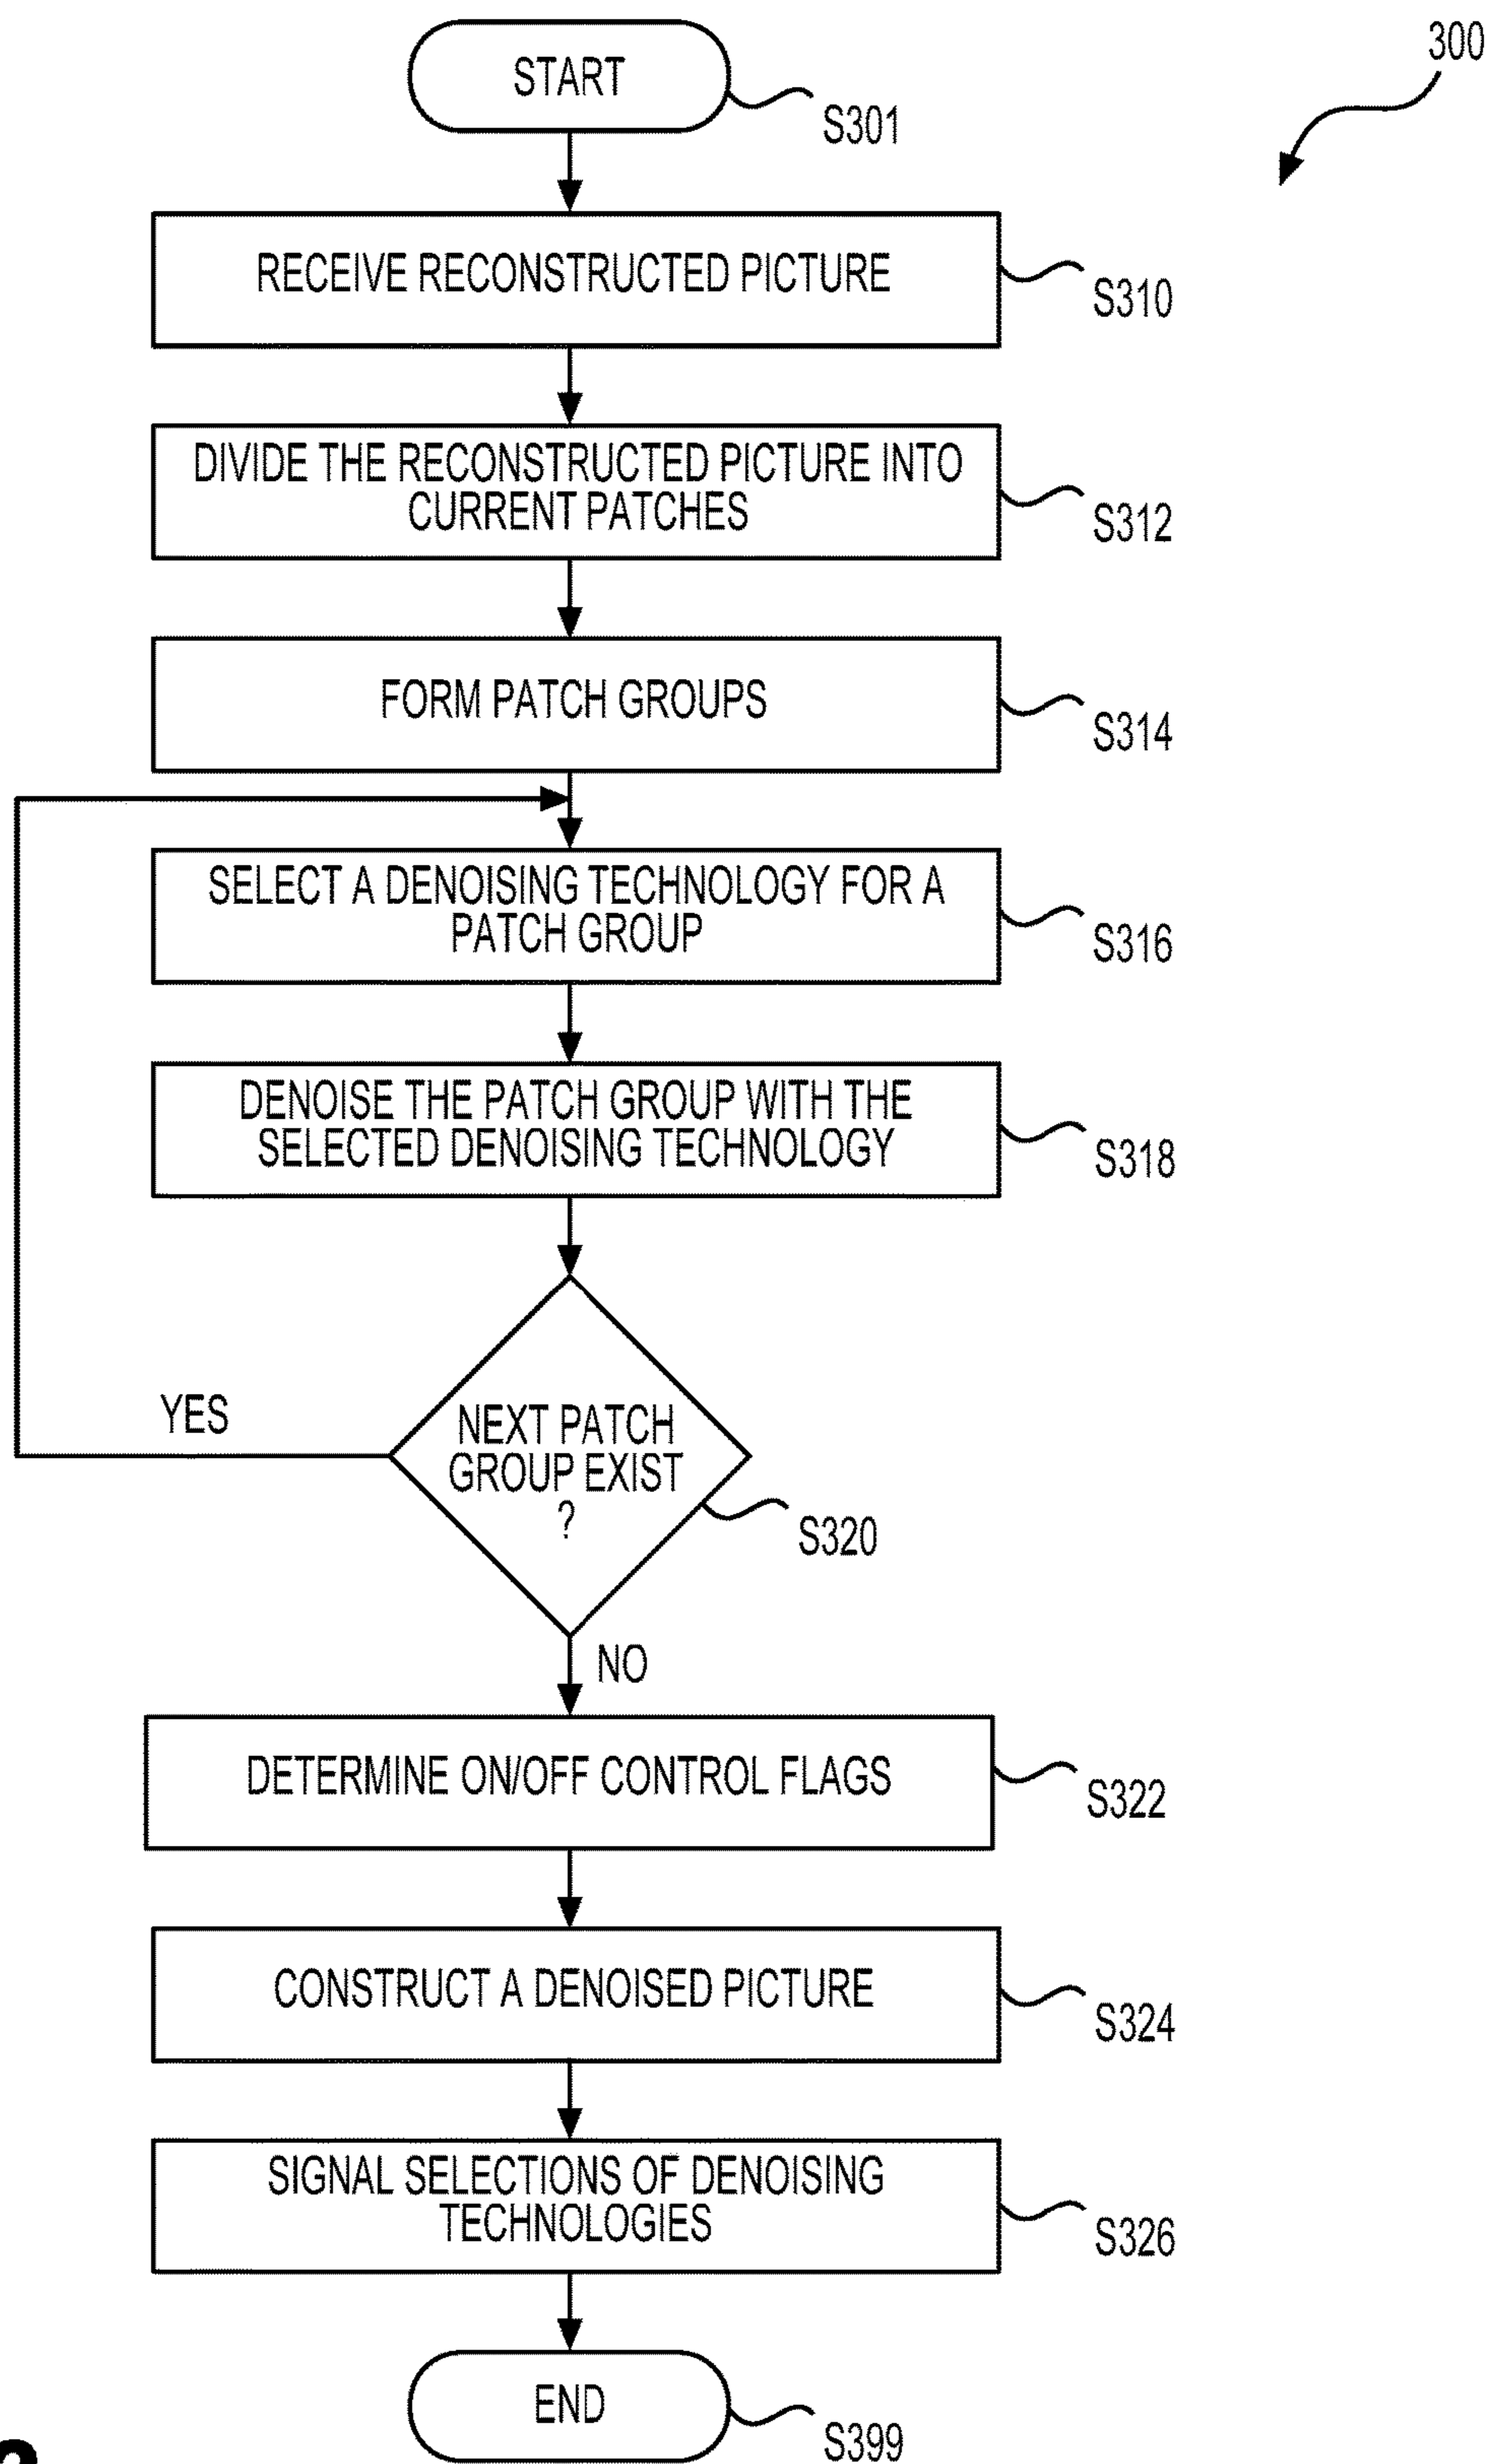 300
START
S301
RECEIVE RECONSTRUCTED PICTURE
S310
DIVIDE THE RECONSTRUCTED PICTURE INTO
CURRENT PATCHES
S312
FORM PATCH GROUPS
S314
SELECT A DENOISING TECHNOLOGY FOR A
PATCH GROUP
S316
DENOISE THE PATCH GROUP WITH THE
SELECTED DENOISING TECHNOLOGY
S318
YES
NEXT PATCH
GROUP EXIST
?
S320
NO
DETERMINE ON/OFF CONTROL FLAGS
S322
CONSTRUCT A DENOISED PICTURE
S324
SIGNAL SELECTIONS OF DENOISING
TECHNOLOGIES
S326
END
S399